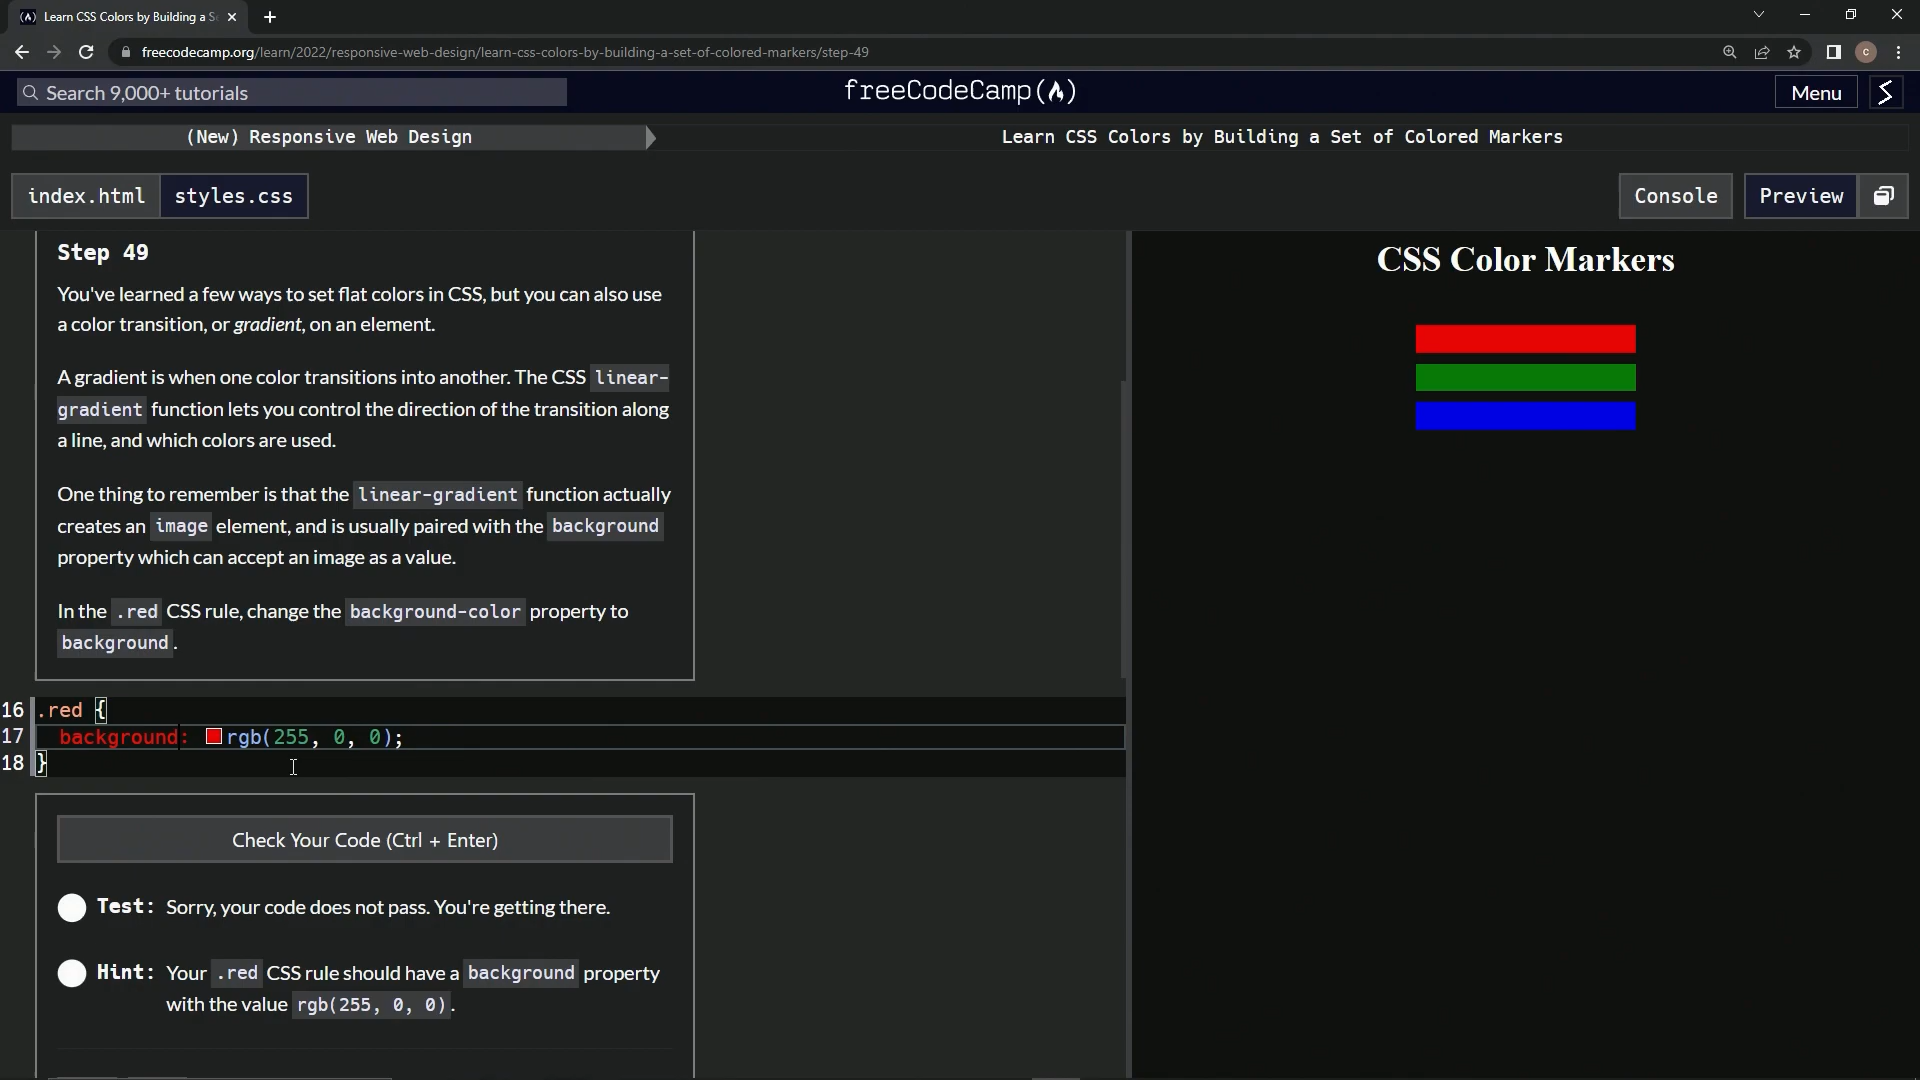 Learn CSS Colors by Building a S
freecodecamp.org/learn/2022/responsive-web-design/learn-css-colors-by-building-a-set-of-colored-markers/step-49
c
Search 9,000+ tutorials
freeCodeCamp
Menu
(New) Responsive Web Design
Learn CSS Colors by Building a Set of Colored Markers
index.html
styles.css
Console
Preview
Step 49
You've learned a few ways to set flat colors in CSS, but you can also use
a color transition, or gradient, on an element.
A gradient is when one color transitions into another. The CSS linear-
gradient function lets you control the direction of the transition along
a line, and which colors are used.
One thing to remember is that the linear-gradient function actually
creates an image element, and is usually paired with the background
property which can accept an image as a value.
In the .red CSS rule, change the background-color property to
background.
16 .red {
17 background: rgb(255, 0, 0);
18 }
Check Your Code (Ctrl + Enter)
Test: Sorry, your code does not pass. You're getting there.
Hint: Your .red CSS rule should have a background property
with the value rgb(255, 0, 0).
CSS Color Markers